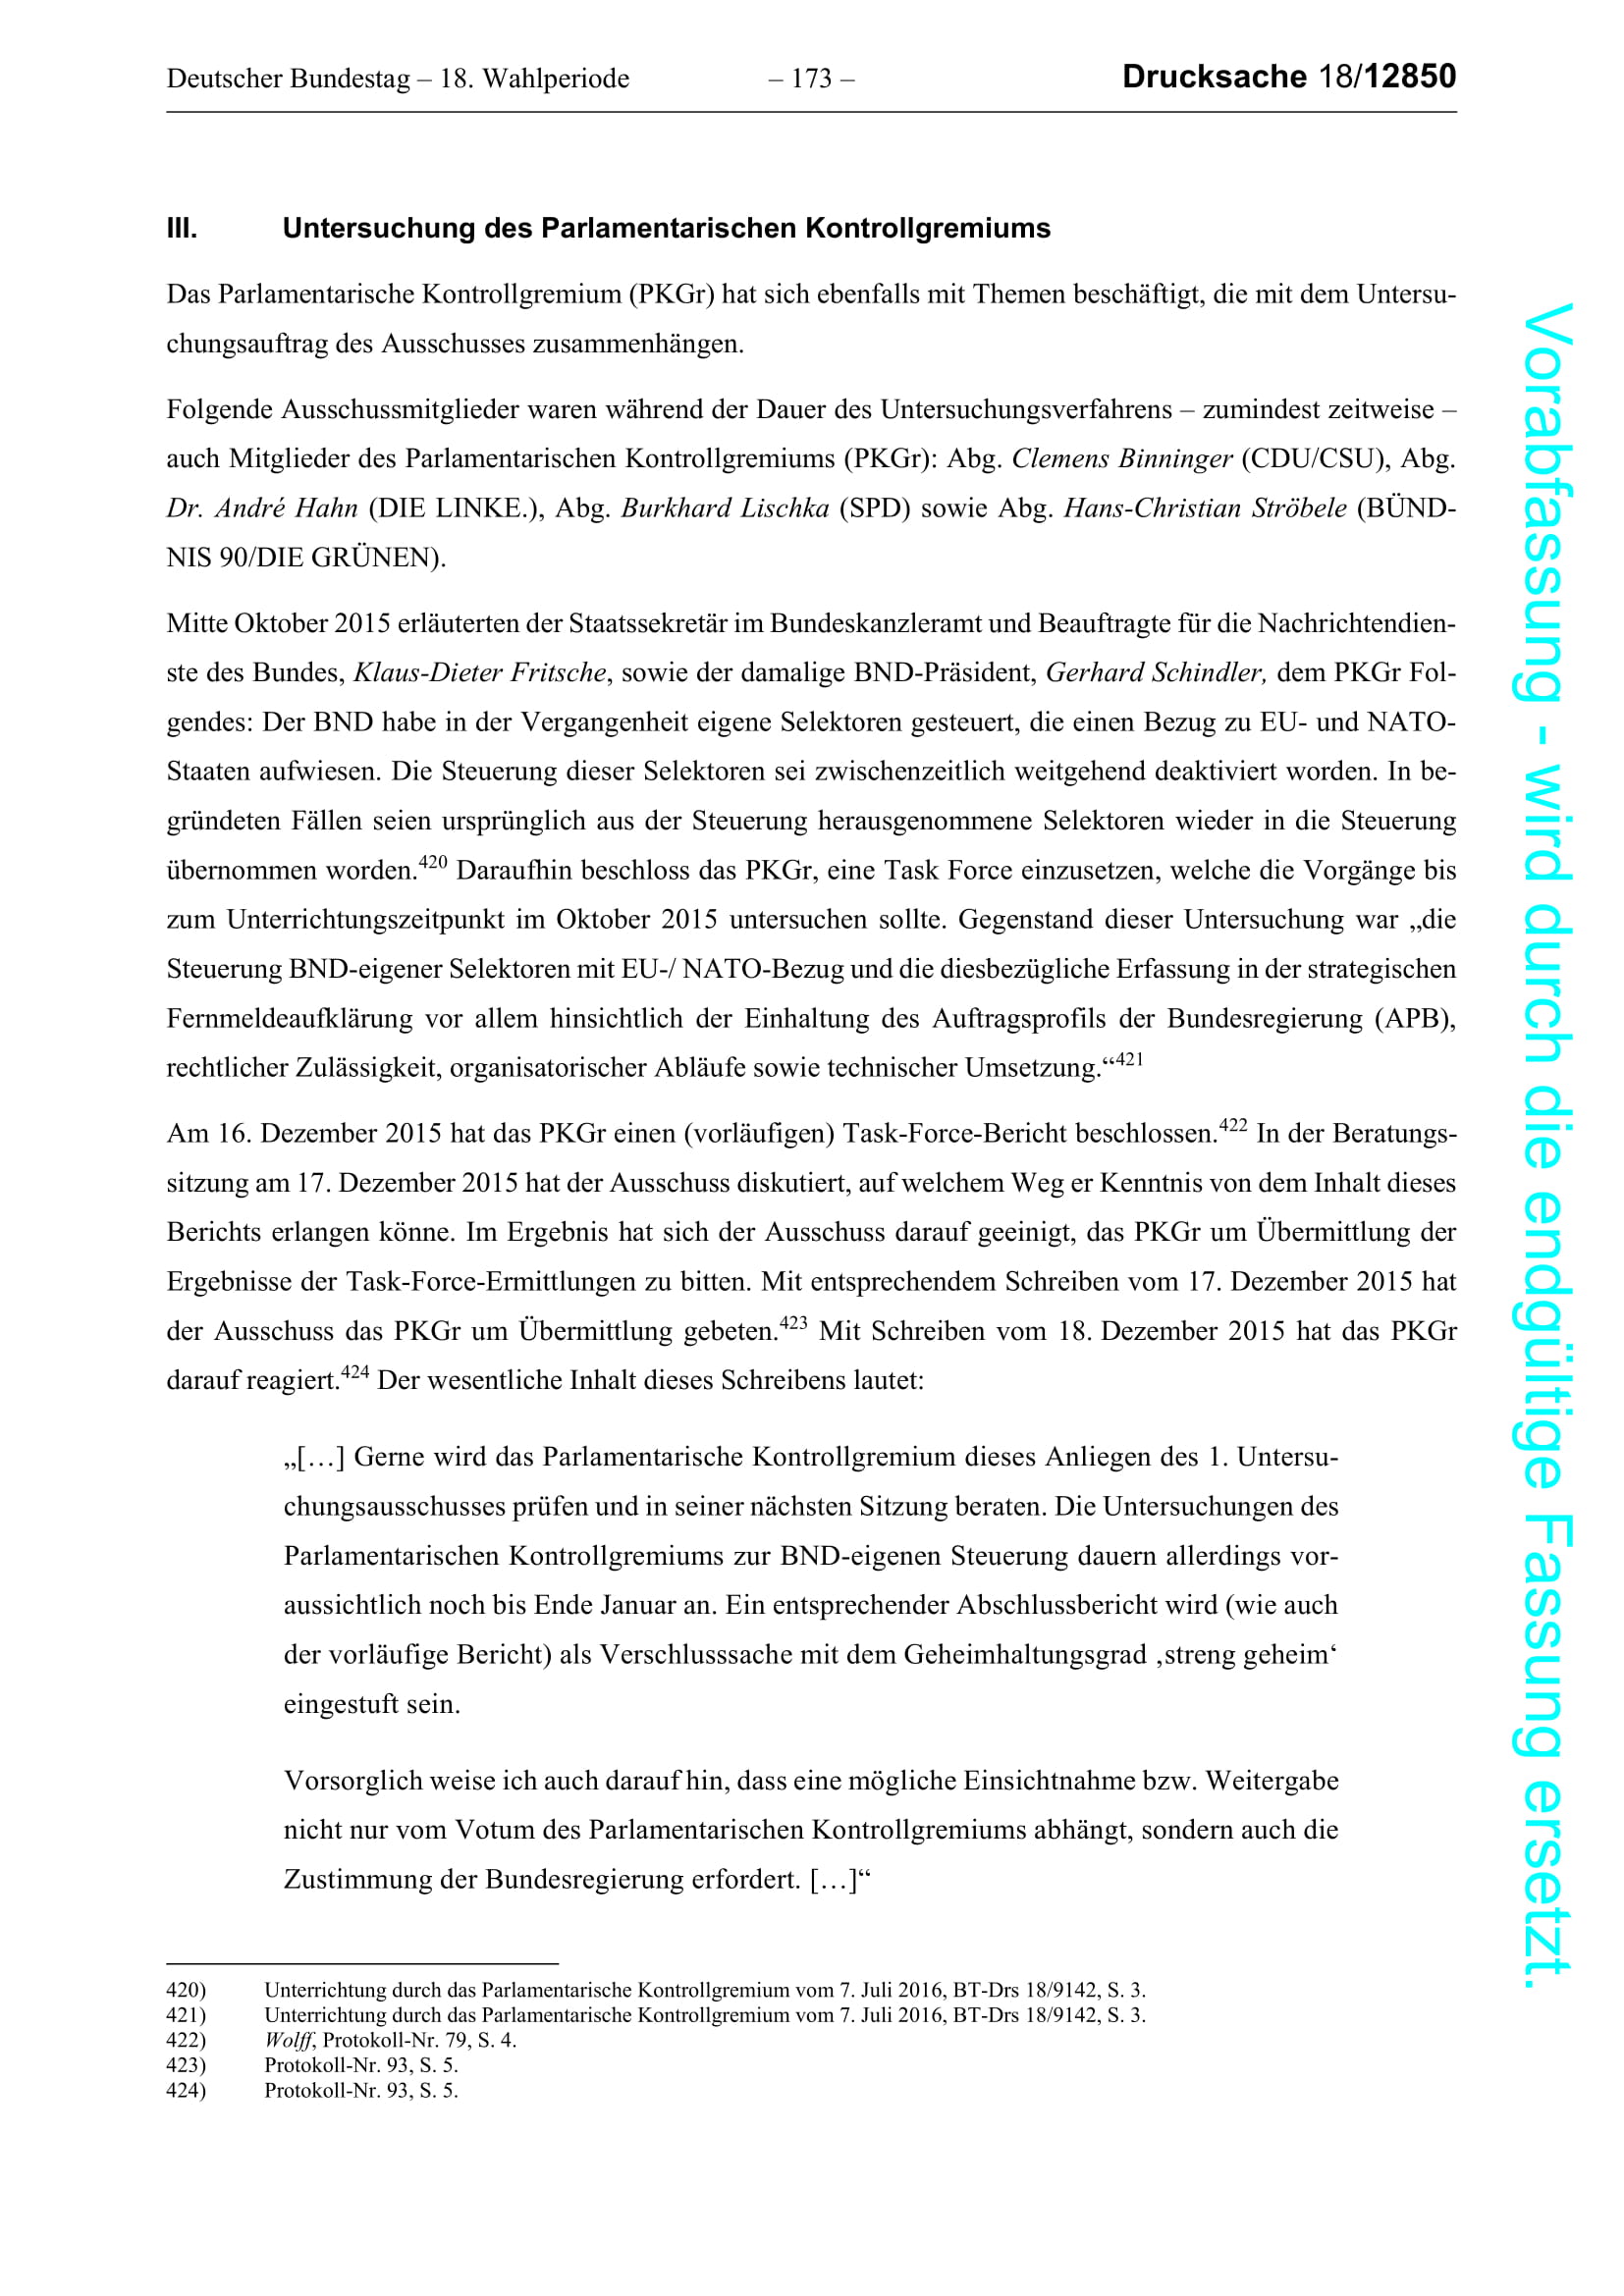 Deutscher Bundestag – 18. Wahlperiode – 173 – Drucksache 18/12850
III. Untersuchung des Parlamentarischen Kontrollgremiums
Das Parlamentarische Kontrollgremium (PKGr) hat sich ebenfalls mit Themen beschäftigt, die mit dem Untersu-
chungsauftrag des Ausschusses zusammenhängen.
Folgende Ausschussmitglieder waren während der Dauer des Untersuchungsverfahrens – zumindest zeitweise –
auch Mitglieder des Parlamentarischen Kontrollgremiums (PKGr): Abg. Clemens Binninger (CDU/CSU), Abg.
Dr. André Hahn (DIE LINKE.), Abg. Burkhard Lischka (SPD) sowie Abg. Hans-Christian Ströbele (BÜND-
NIS 90/DIE GRÜNEN).
Mitte Oktober 2015 erläuterten der Staatssekretär im Bundeskanzleramt und Beauftragte für die Nachrichtendien-
ste des Bundes, Klaus-Dieter Fritsche, sowie der damalige BND-Präsident, Gerhard Schindler, dem PKGr Fol-
gendes: Der BND habe in der Vergangenheit eigene Selektoren gesteuert, die einen Bezug zu EU- und NATO-
Staaten aufwiesen. Die Steuerung dieser Selektoren sei zwischenzeitlich weitgehend deaktiviert worden. In be-
gründeten Fällen seien ursprünglich aus der Steuerung herausgenommene Selektoren wieder in die Steuerung
übernommen worden.420 Daraufhin beschloss das PKGr, eine Task Force einzusetzen, welche die Vorgänge bis
zum Unterrichtungszeitpunkt im Oktober 2015 untersuchen sollte. Gegenstand dieser Untersuchung war „die
Steuerung BND-eigener Selektoren mit EU-/ NATO-Bezug und die diesbezügliche Erfassung in der strategischen
Fernmeldeaufklärung vor allem hinsichtlich der Einhaltung des Auftragsprofils der Bundesregierung (APB),
rechtlicher Zulässigkeit, organisatorischer Abläufe sowie technischer Umsetzung.“421
Am 16. Dezember 2015 hat das PKGr einen (vorläufigen) Task-Force-Bericht beschlossen.422 In der Beratungs-
sitzung am 17. Dezember 2015 hat der Ausschuss diskutiert, auf welchem Weg er Kenntnis von dem Inhalt dieses
Berichts erlangen könne. Im Ergebnis hat sich der Ausschuss darauf geeinigt, das PKGr um Übermittlung der
Ergebnisse der Task-Force-Ermittlungen zu bitten. Mit entsprechendem Schreiben vom 17. Dezember 2015 hat
der Ausschuss das PKGr um Übermittlung gebeten.423 Mit Schreiben vom 18. Dezember 2015 hat das PKGr
darauf reagiert.424 Der wesentliche Inhalt dieses Schreibens lautet:
„[…] Gerne wird das Parlamentarische Kontrollgremium dieses Anliegen des 1. Untersu-
chungsausschusses prüfen und in seiner nächsten Sitzung beraten. Die Untersuchungen des
Parlamentarischen Kontrollgremiums zur BND-eigenen Steuerung dauern allerdings vor-
aussichtlich noch bis Ende Januar an. Ein entsprechender Abschlussbericht wird (wie auch
der vorläufige Bericht) als Verschlusssache mit dem Geheimhaltungsgrad ‚streng geheim‘
eingestuft sein.
Vorsorglich weise ich auch darauf hin, dass eine mögliche Einsichtnahme bzw. Weitergabe
nicht nur vom Votum des Parlamentarischen Kontrollgremiums abhängt, sondern auch die
Zustimmung der Bundesregierung erfordert. […]“
420) Unterrichtung durch das Parlamentarische Kontrollgremium vom 7. Juli 2016, BT-Drs 18/9142, S. 3.
421) Unterrichtung durch das Parlamentarische Kontrollgremium vom 7. Juli 2016, BT-Drs 18/9142, S. 3.
422) Wolff, Protokoll-Nr. 79, S. 4.
423) Protokoll-Nr. 93, S. 5.
424) Protokoll-Nr. 93, S. 5.
Vorabfassung - wird durch die endgültige Fassung ersetzt.